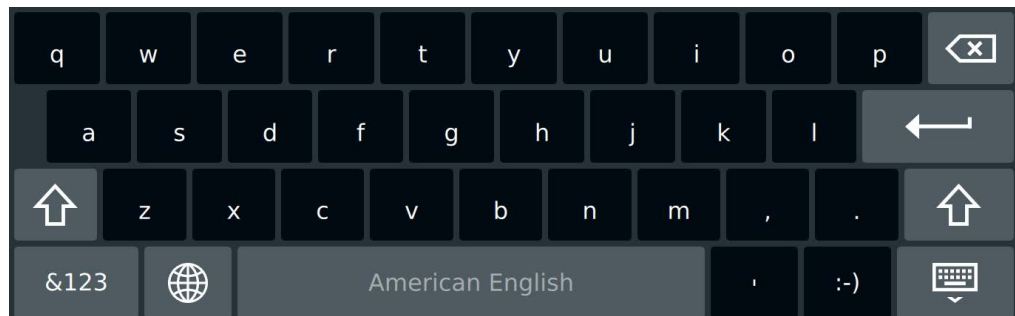 q w e r t y u i o p
a s d f g h j k l
z x c v b n m , .
&123 American English ' :-)